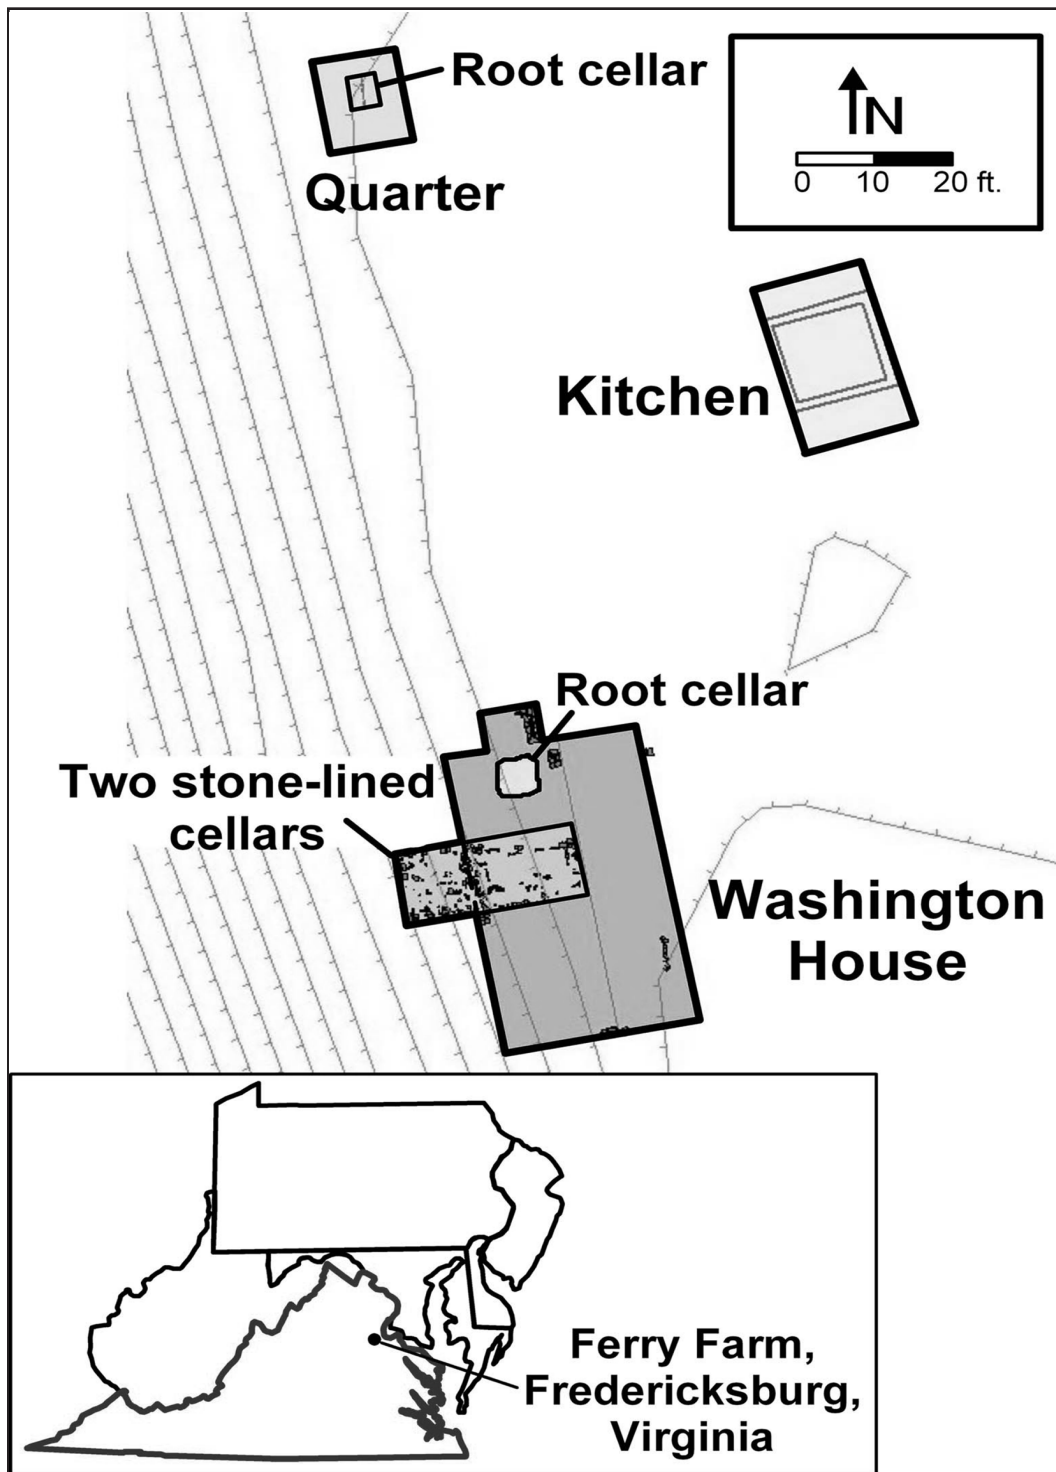 Root cellar
Quarter
N
0 10 20 ft.
Kitchen
Root cellar
Two stone-lined
cellars
Washington
House
Ferry Farm,
Fredericksburg,
Virginia